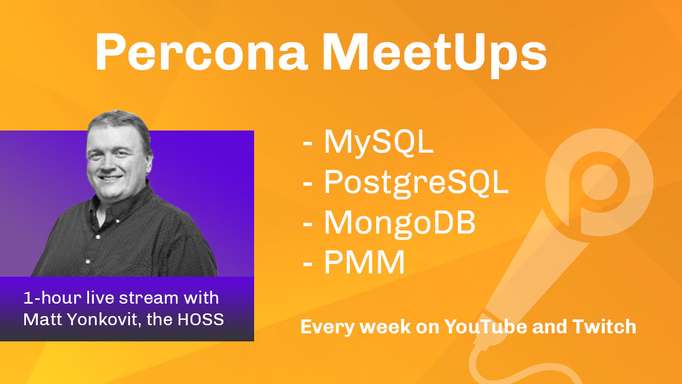 Percona MeetUps
- MySQL
- PostgreSQL
- MongoDB
- PMM
1-hour live stream with
Matt Yonkovit, the HOSS
Every week on YouTube and Twitch